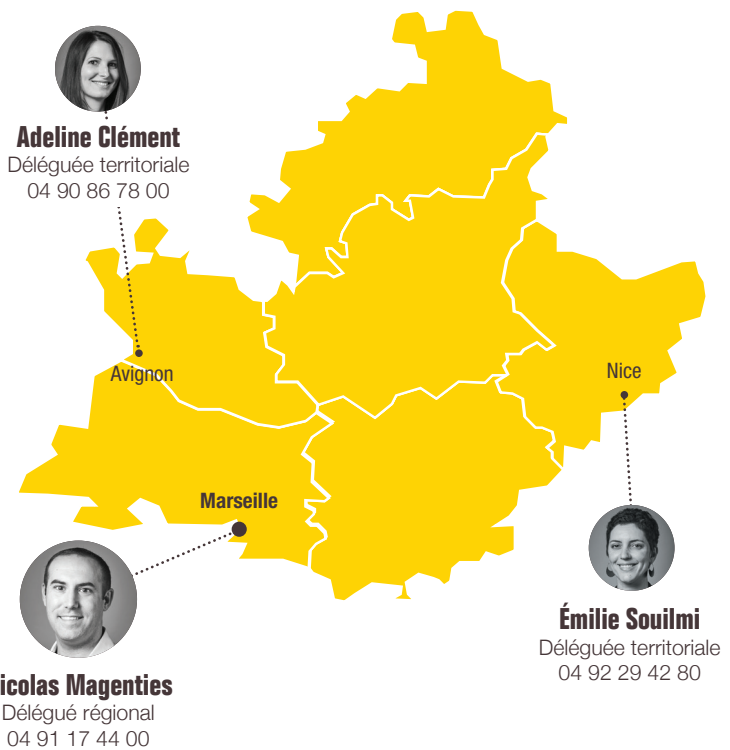 Adeline Clément
Déléguée territoriale
04 90 86 78 00
Avignon
Nice
Marseille
Émilie Souilmi
Déléguée territoriale
04 92 29 42 80
icolas Magenties
Délégué régional
04 91 17 44 00